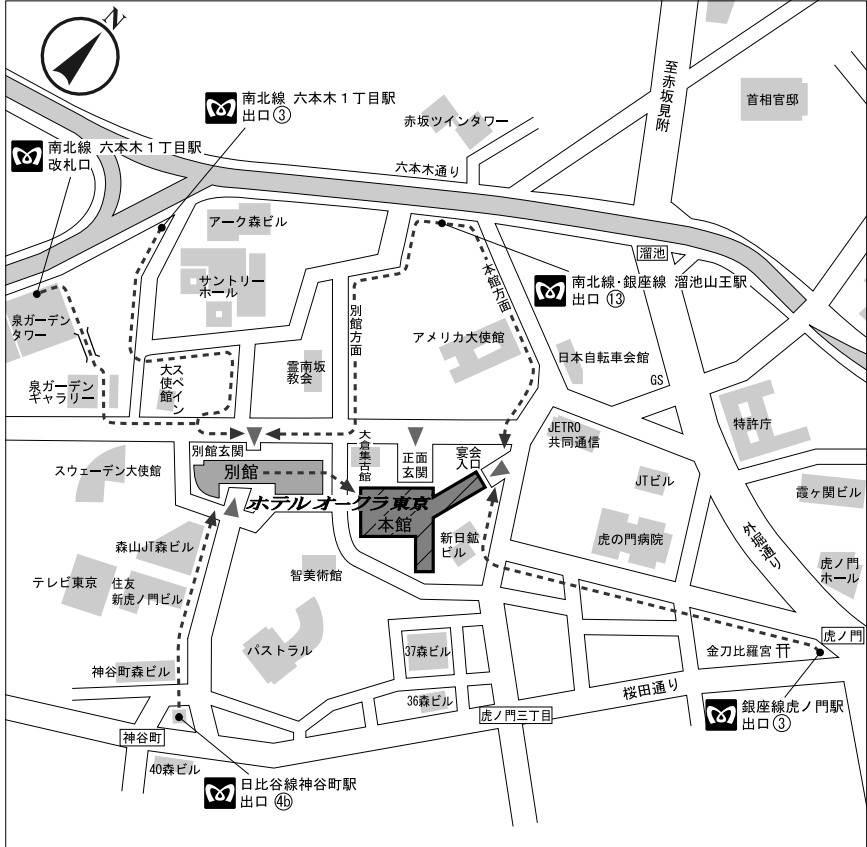 N
南北線 六本木1丁目駅
出口③
南北線 六本木1丁目駅
改札口
赤坂ツインタワー
至赤坂見附
首相官邸
六本木通り
アーク森ビル
サントリー
ホール
別館方面
本館方面
溜池
南北線・銀座線 溜池山王駅
出口⑬
泉ガーデン
タワー
アメリカ大使館
日本自転車会館
GS
泉ガーデン
ギャラリー
スペイン
大使館
霊南坂
教会
特許庁
JETRO
共同通信
別館玄関
大倉集古館
正面
玄関
宴会
入口
スウェーデン大使館
別館
JTビル
霞ヶ関ビル
ホテル オークラ 東京
本館
新日鉱
ビル
虎の門病院
外堀通り
森山JT森ビル
智美術館
虎ノ門
ホール
テレビ東京
住友
新虎ノ門ビル
パストラル
37森ビル
金刀比羅宮
虎ノ門
神谷町森ビル
36森ビル
虎ノ門三丁目
桜田通り
銀座線虎ノ門駅
出口③
神谷町
40森ビル
日比谷線神谷町駅
出口④b